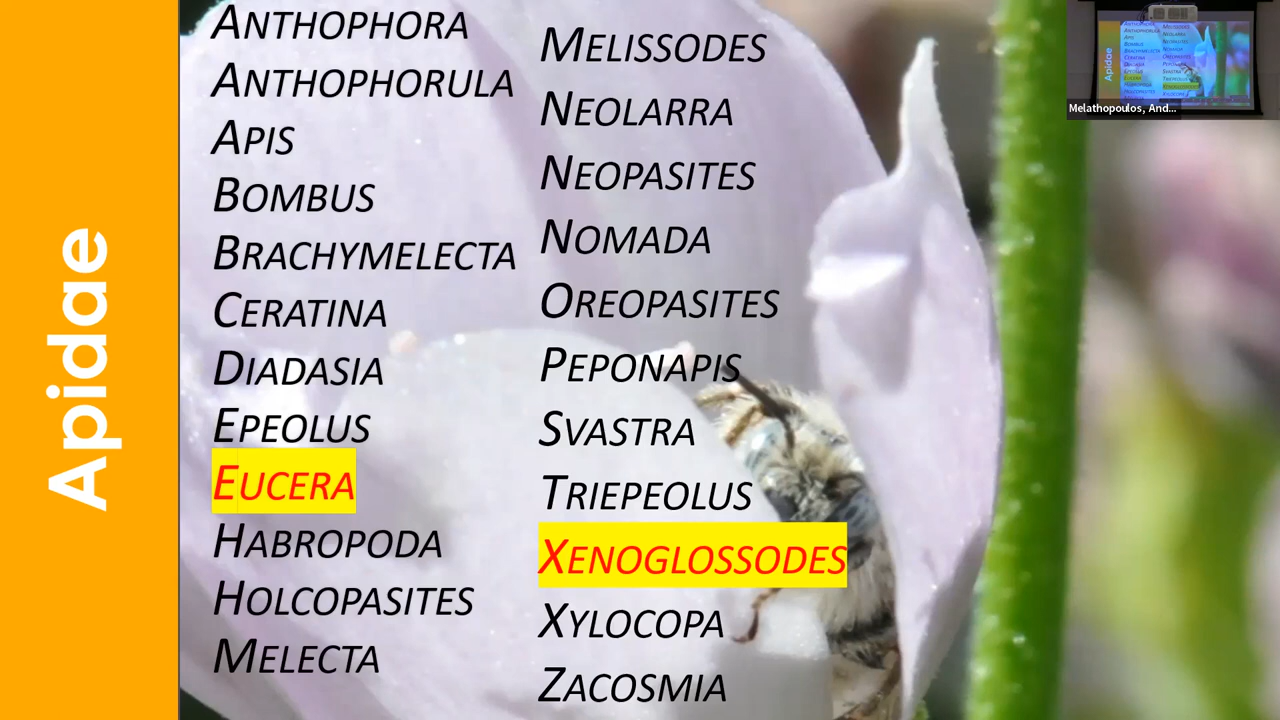 Apidae
ANTHOPHORA
ANTHOPHORULA
APIS
BOMBUS
BRACHYMELECTA
CERATINA
DIADASIA
EPEOLUS
EUCERA
HABROPODA
HOLCOPASITES
MELECTA
MELISSODES
NEOLARRA
NEOPASITES
NOMADA
OREOPASITES
PEPONAPIS
SVASTRA
TRIEPEOLUS
XENOGLOSSODES
XYLOCOPA
ZACOSMIA
Melathopoulos, And...